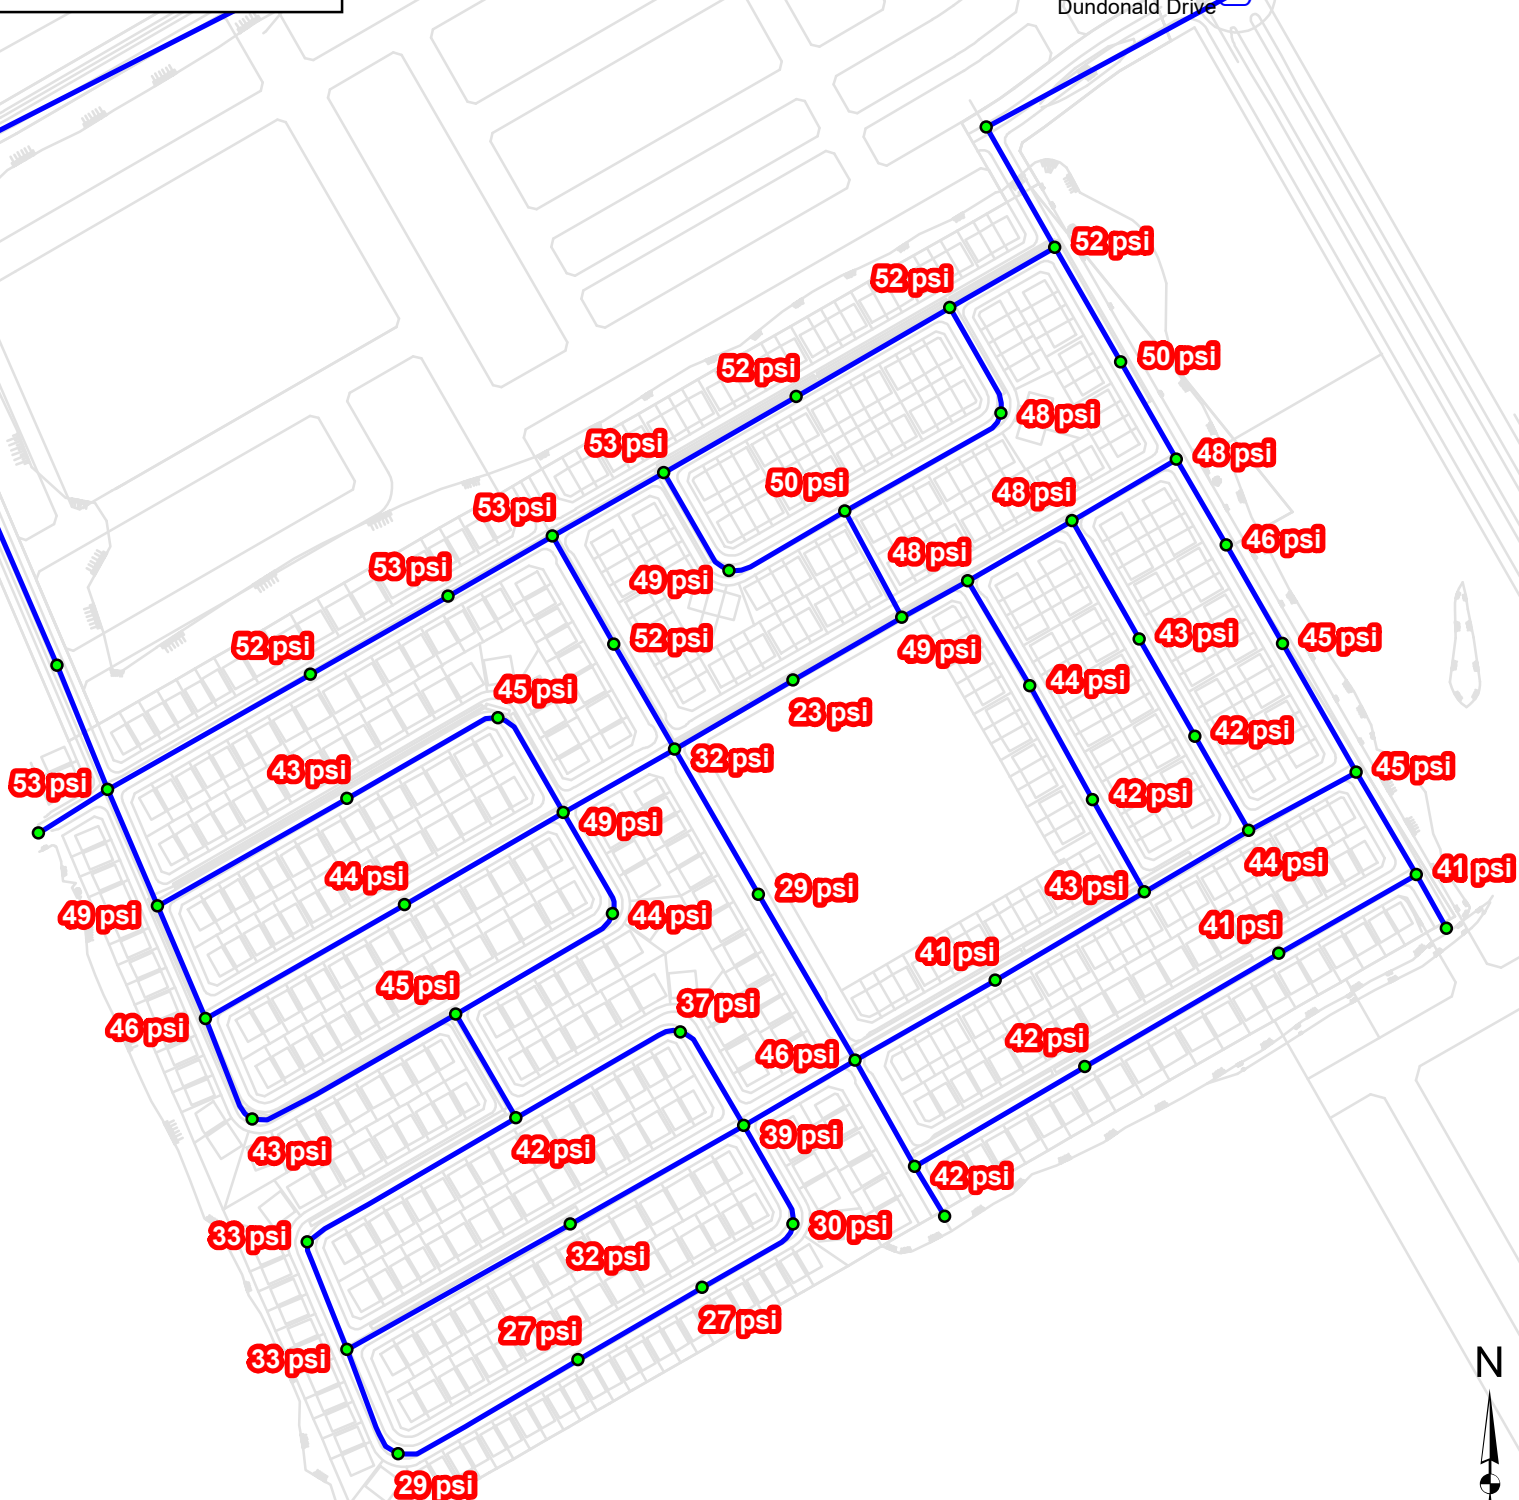 Dundonald Drive
52 psi
52 psi
50 psi
52 psi
48 psi
53 psi
48 psi
50 psi
48 psi
53 psi
46 psi
48 psi
53 psi
49 psi
43 psi
45 psi
52 psi
52 psi
49 psi
44 psi
45 psi
23 psi
42 psi
32 psi
45 psi
43 psi
53 psi
42 psi
49 psi
44 psi
41 psi
44 psi
29 psi
43 psi
49 psi
44 psi
41 psi
41 psi
45 psi
37 psi
46 psi
42 psi
46 psi
39 psi
43 psi
42 psi
42 psi
30 psi
33 psi
32 psi
27 psi
27 psi
33 psi
N
29 psi